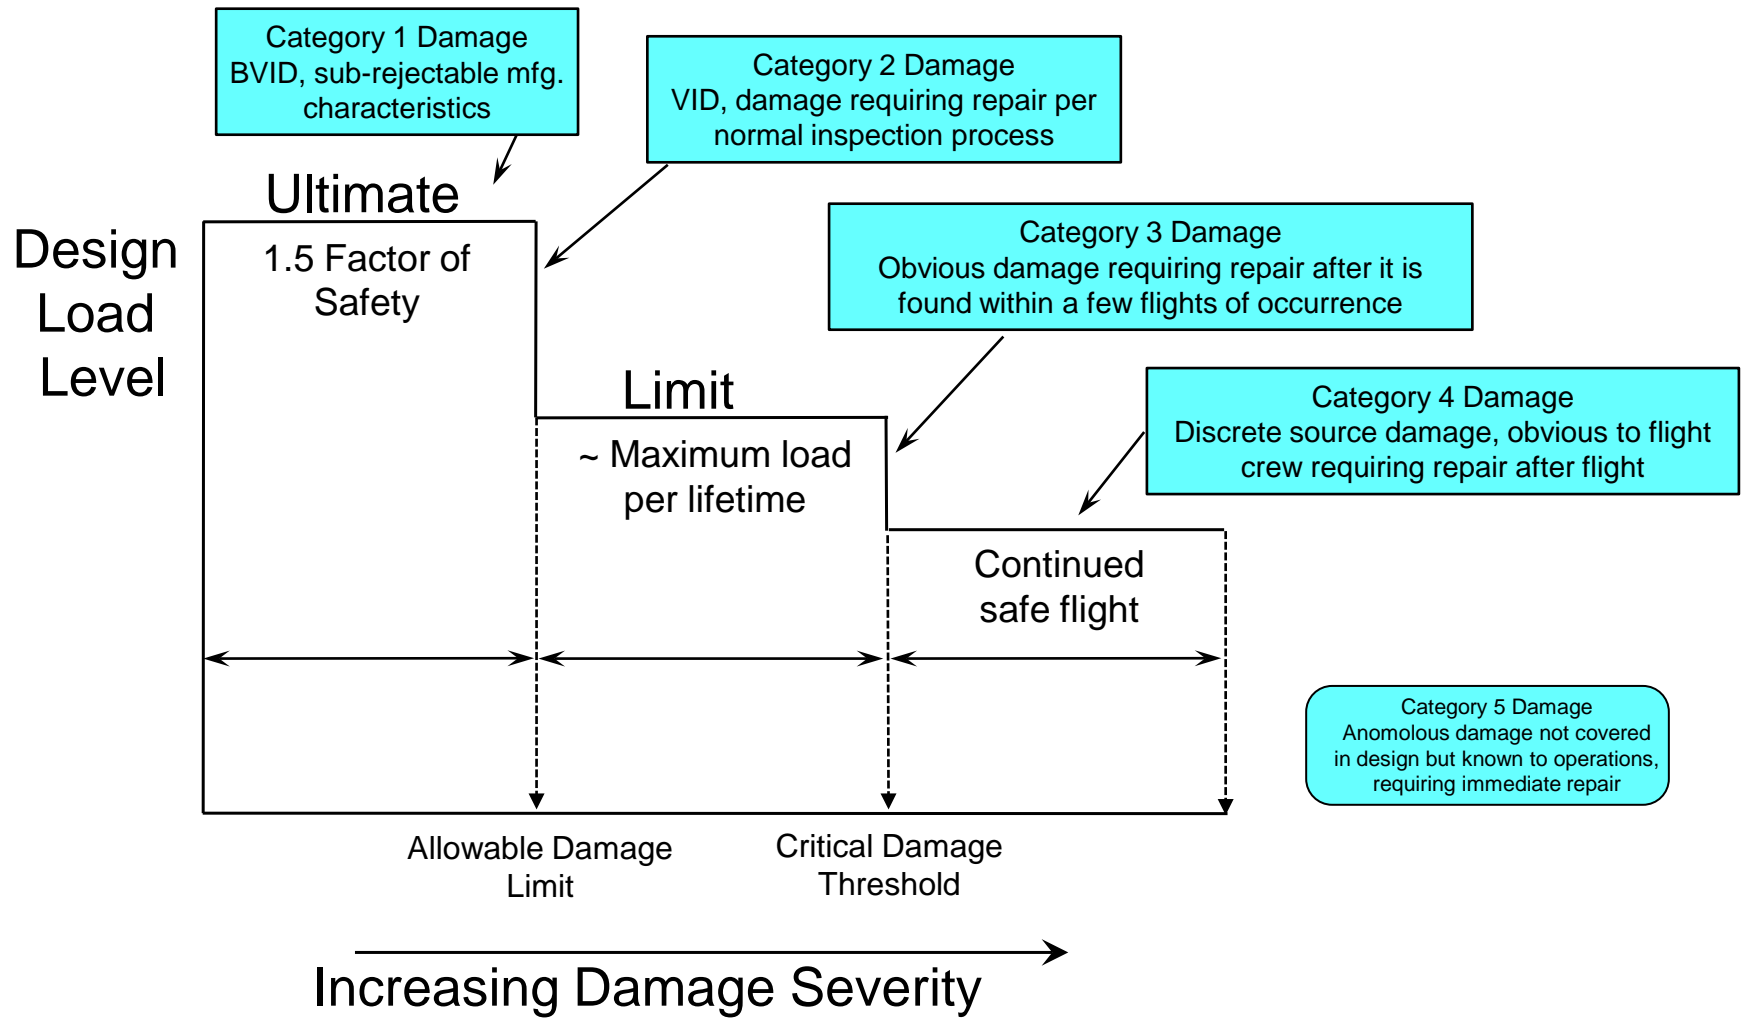 Category 1 Damage
BVID, sub-rejectable mfg.
characteristics
Category 2 Damage
VID, damage requiring repair per
normal inspection process
Ultimate
Design
Load
Level
1.5 Factor of
Safety
Category 3 Damage
Obvious damage requiring repair after it is
found within a few flights of occurrence
Limit
~ Maximum load
per lifetime
Category 4 Damage
Discrete source damage, obvious to flight
crew requiring repair after flight
Continued
safe flight
Category 5 Damage
Anomolous damage not covered
in design but known to operations,
requiring immediate repair
Allowable Damage
Limit
Critical Damage
Threshold
Increasing Damage Severity